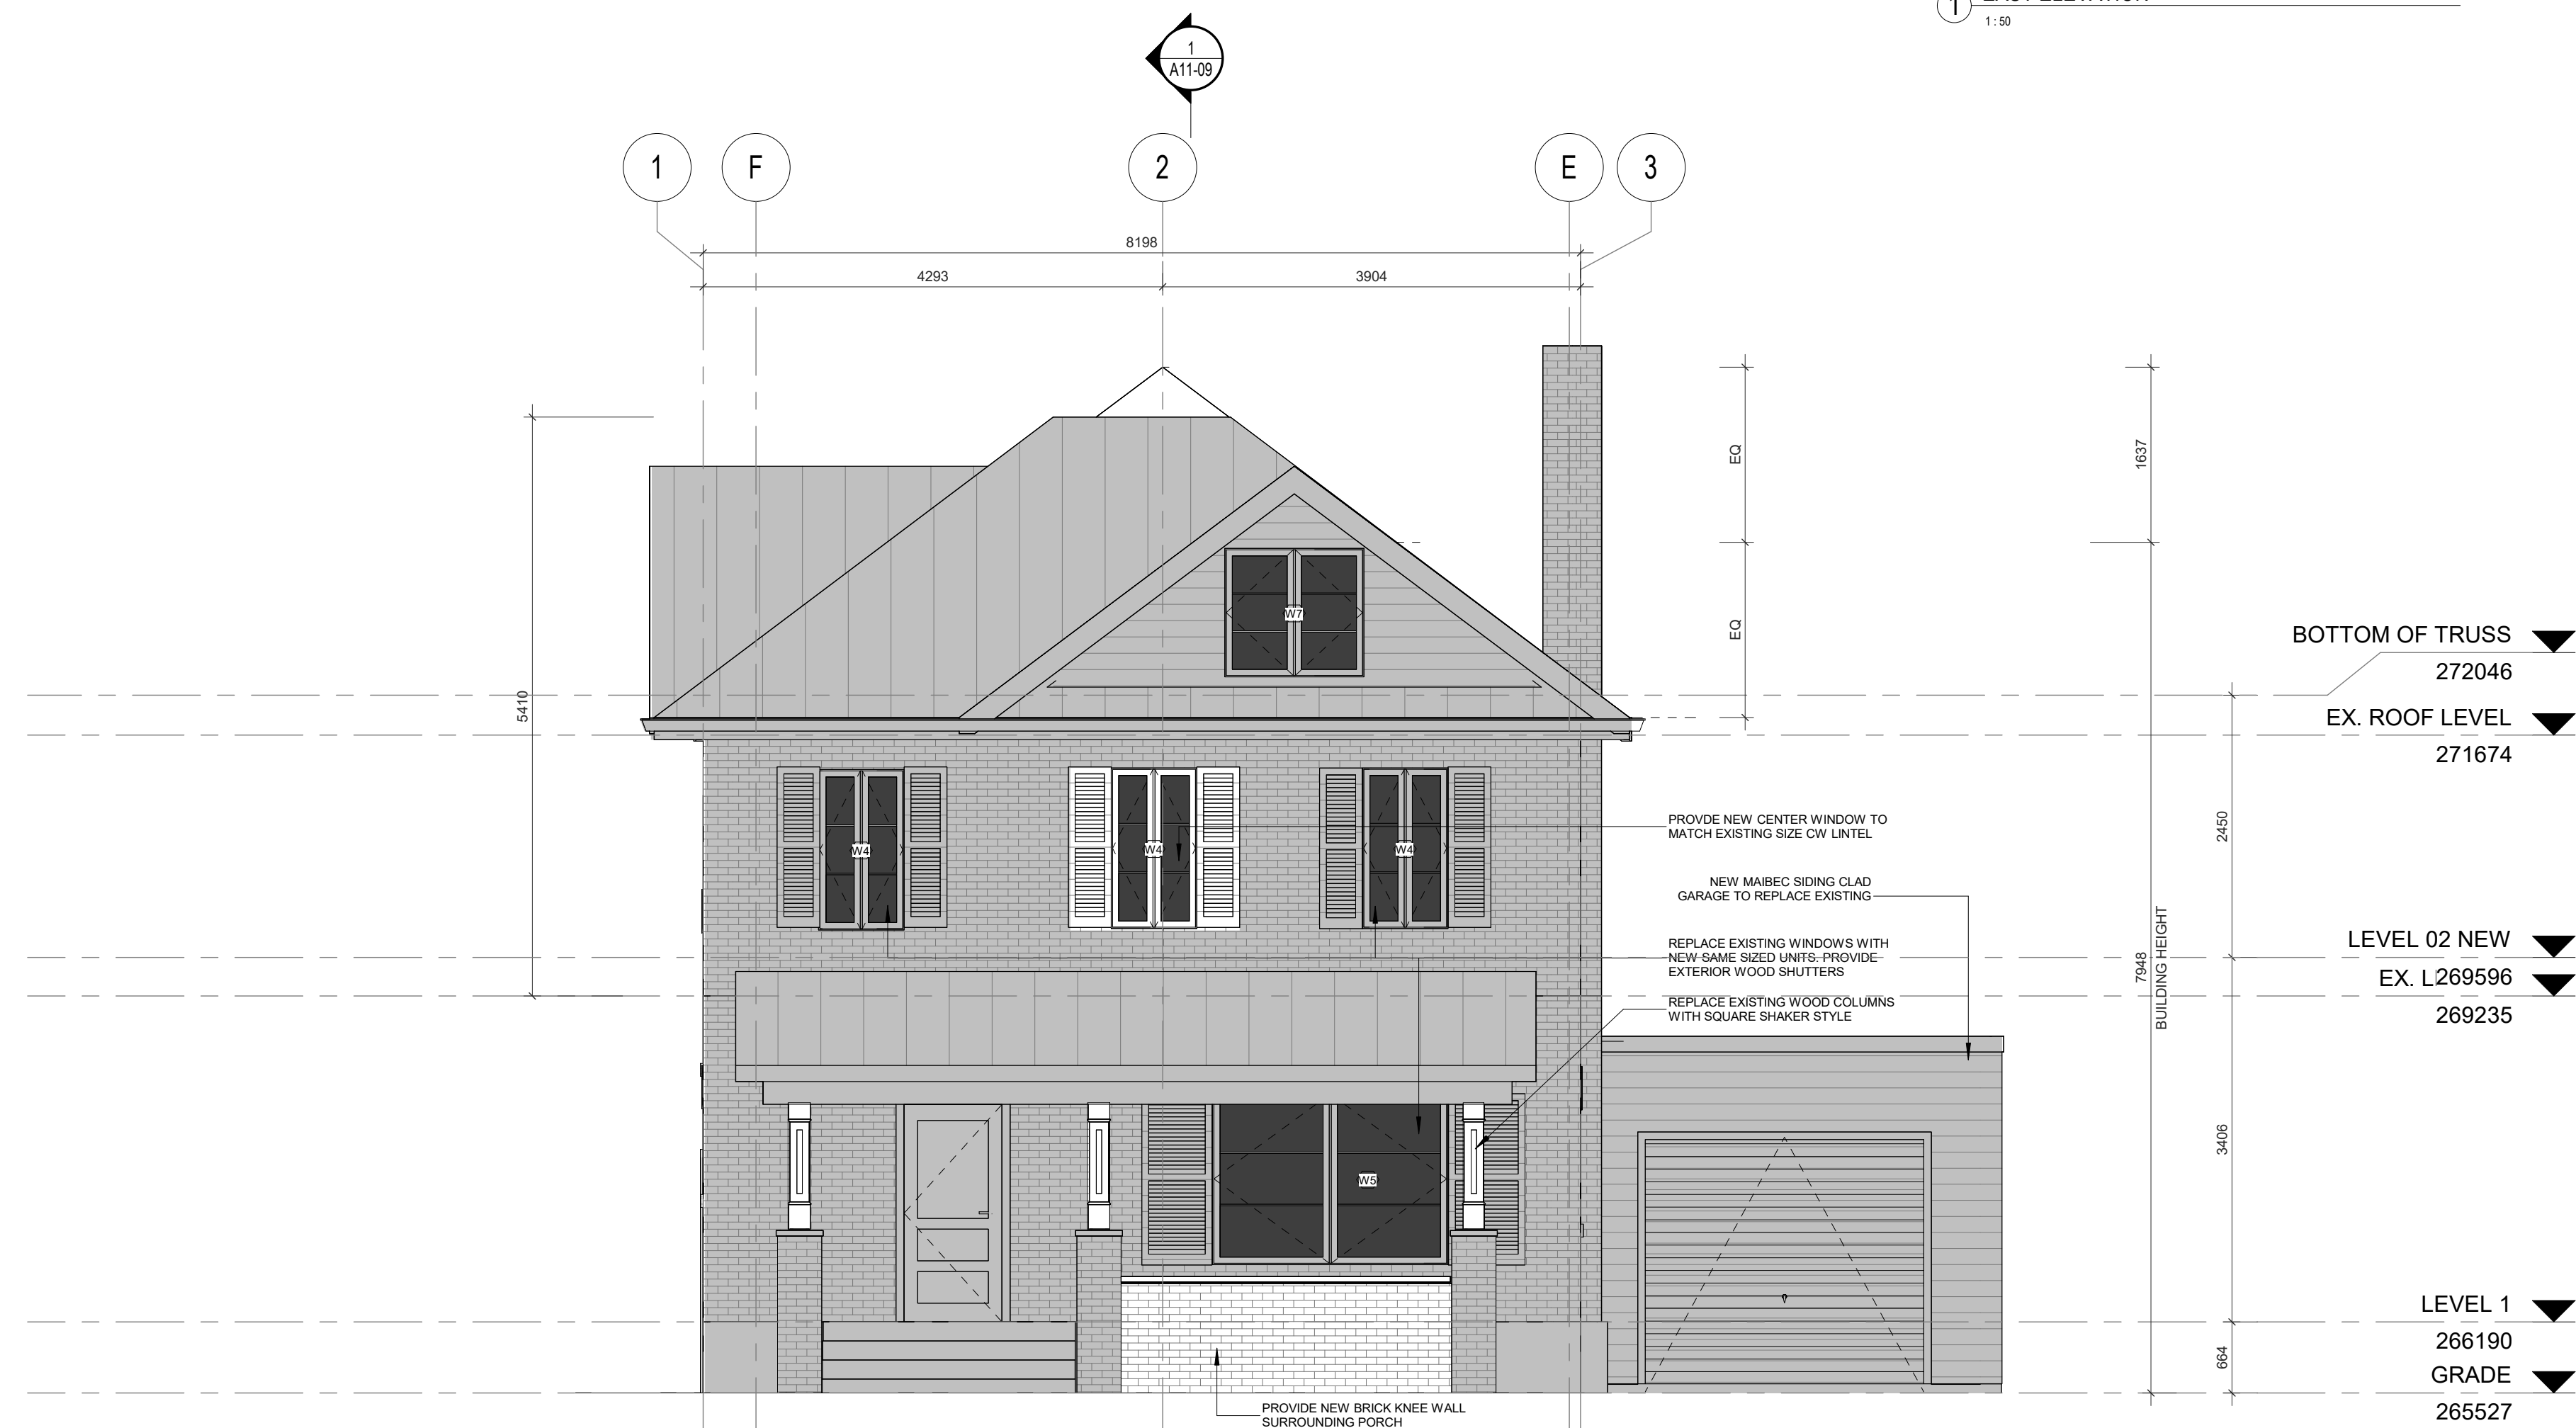 1
1 : 50
1
A11-09
1
F
2
E
3
8198
4293
3904
EQ
1637
W7
EQ
BOTTOM OF TRUSS
272046
5410
EX. ROOF LEVEL
271674
PROVDE NEW CENTER WINDOW TO
MATCH EXISTING SIZE CW LINTEL
2450
W4
W4
W4
NEW MAIBEC SIDING CLAD
GARAGE TO REPLACE EXISTING
REPLACE EXISTING WINDOWS WITH
NEW SAME SIZED UNITS. PROVIDE
EXTERIOR WOOD SHUTTERS
7948
BUILDING HEIGHT
LEVEL 02 NEW
269596
EX. L
269235
REPLACE EXISTING WOOD COLUMNS
WITH SQUARE SHAKER STYLE
3406
W5
LEVEL 1
266190
664
GRADE
265527
PROVIDE NEW BRICK KNEE WALL
SURROUNDING PORCH